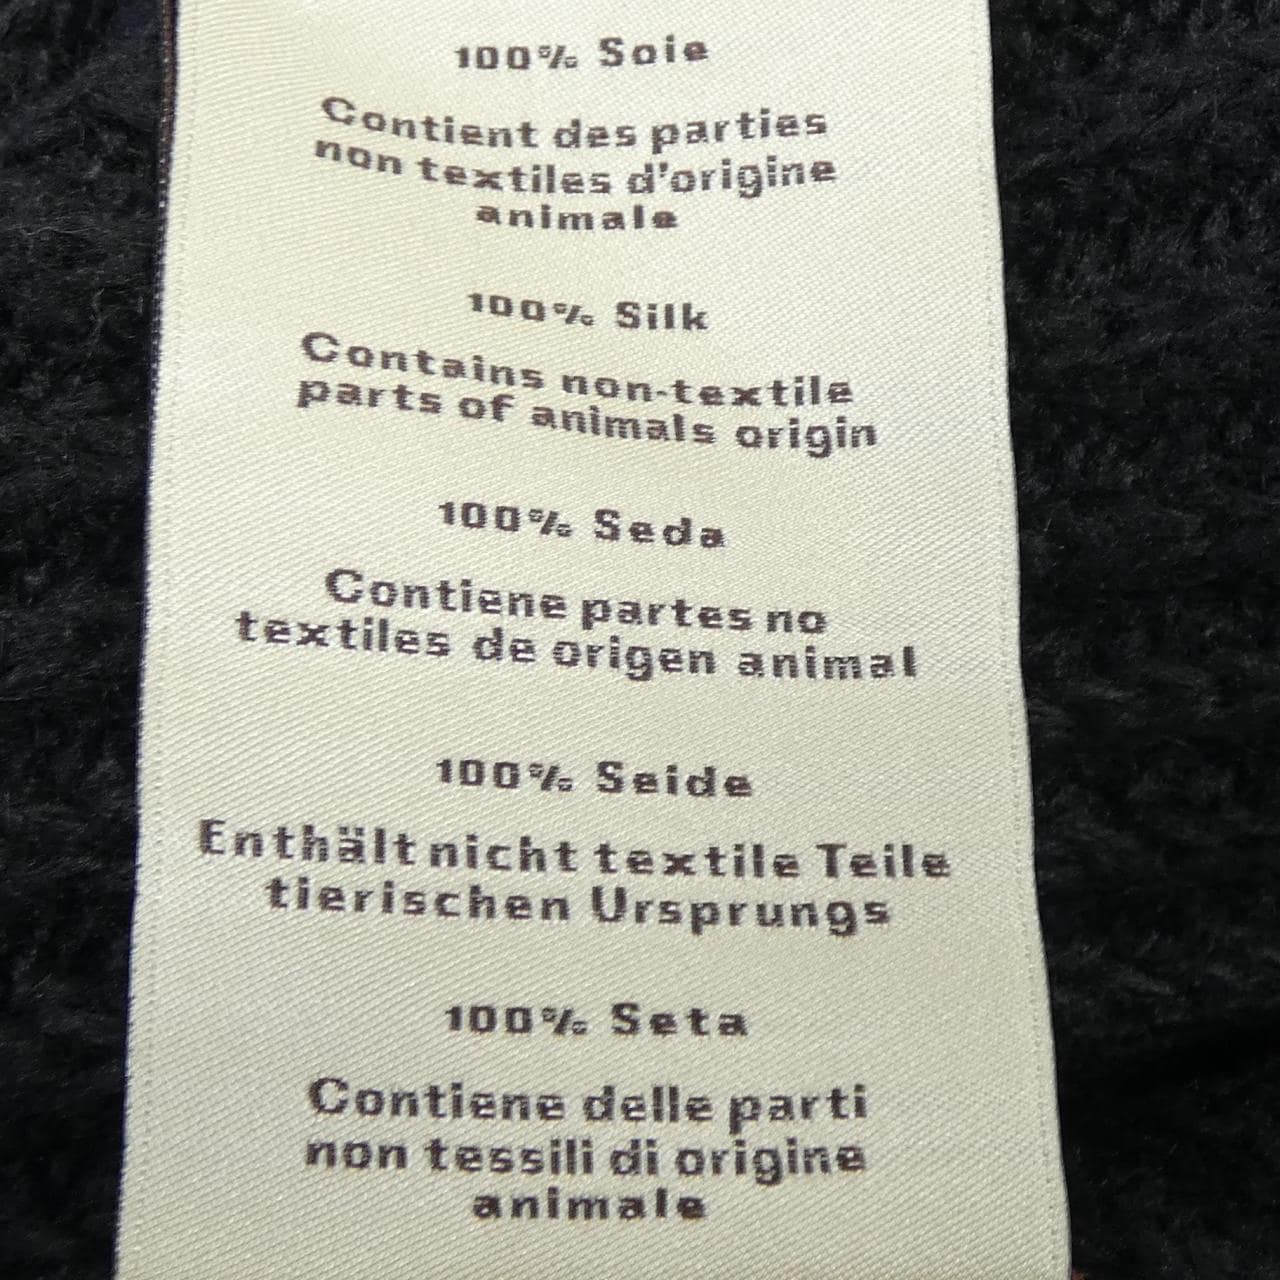 100% Soie
Contient des parties
non textiles d'origine
animale
100% Silk
Contains non-textile
parts of animals origin
100% Seda
Contiene partes no
textiles de origen animal
100% Seide
Enthält nicht textile Teile
tierischen Ursprungs
100% Seta
Contiene delle parti
non tessili di origine
animale